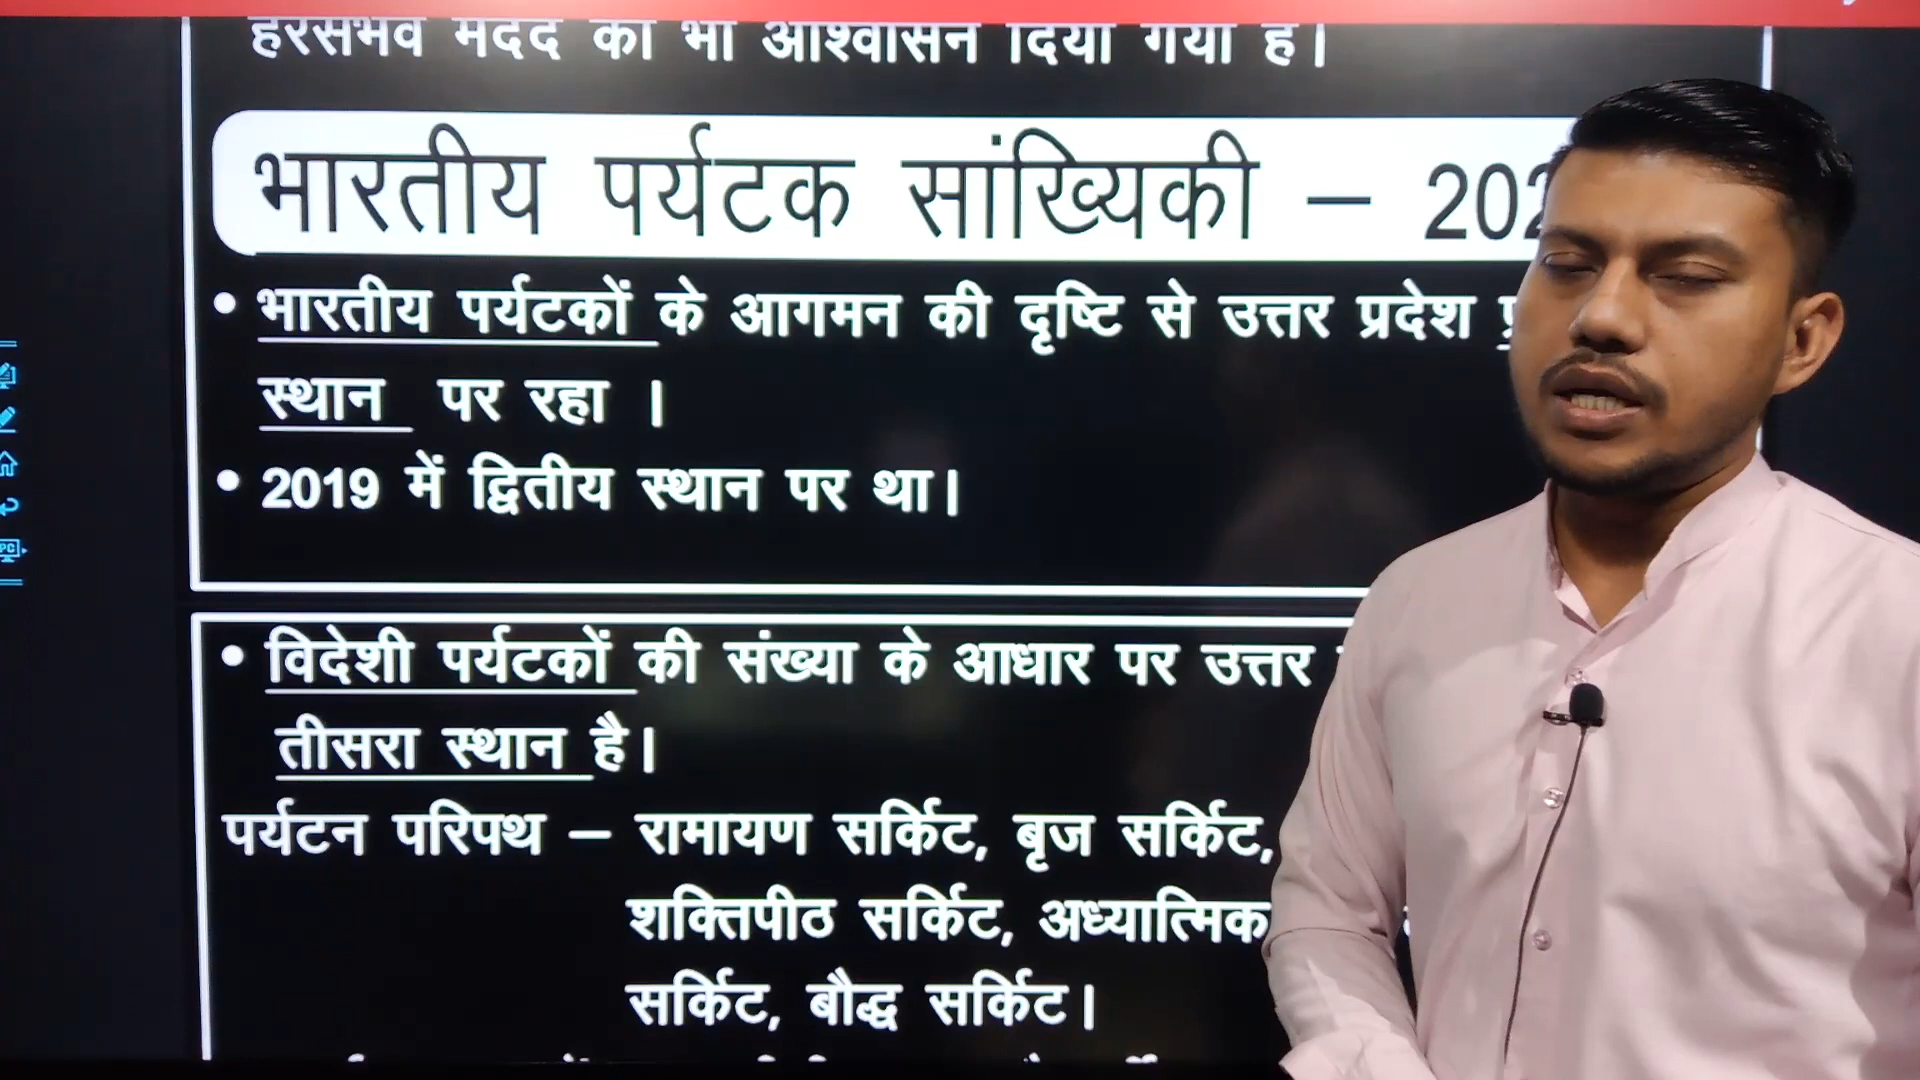 हरसंभव मदद का भी आश्वासन दिया गया है।
भारतीय पर्यटक सांख्यिकी – 202
भारतीय पर्यटकों के आगमन की दृष्टि से उत्तर प्रदेश
स्थान पर रहा ।
2019 में द्वितीय स्थान पर था।
विदेशी पर्यटकों की संख्या के आधार पर उत्तर
तीसरा स्थान है।
पर्यटन परिपथ – रामायण सर्किट, बृज सर्किट,
शक्तिपीठ सर्किट, अध्यात्मिक
सर्किट, बौद्ध सर्किट।